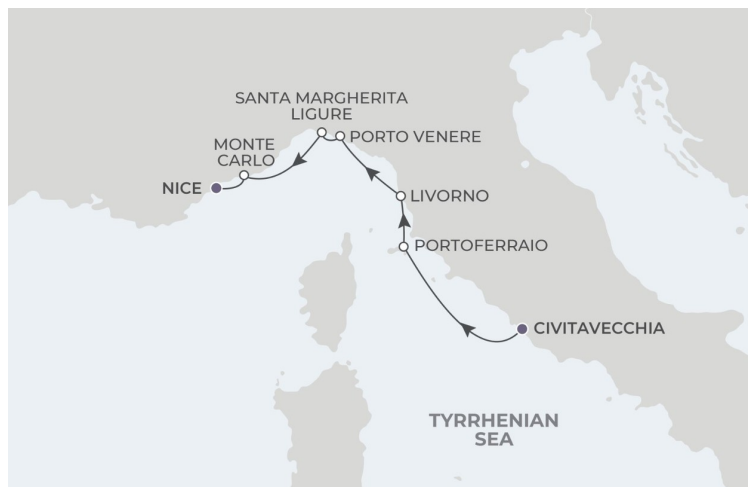 SANTA MARGHERITA
LIGURE
MONTE
CARLO
PORTO VENERE
NICE
LIVORNO
PORTOFERRAIO
CIVITAVECCHIA
TYRRHENIAN
SEA